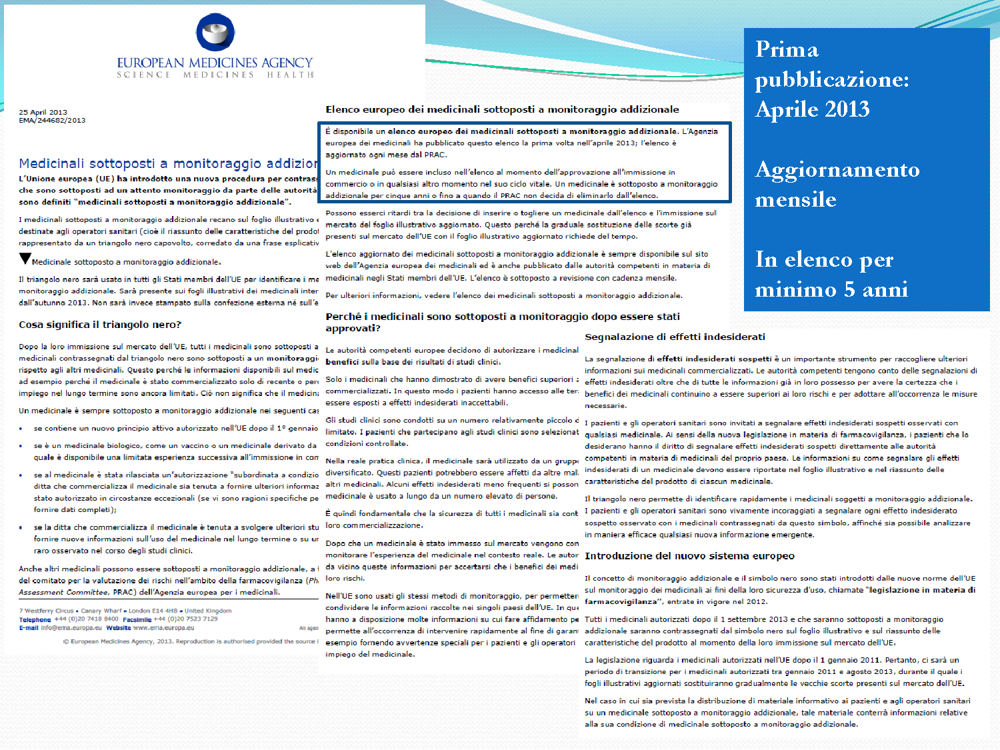 EUROPEAN MEDICINES AGENCY
SCIENCE MEDICINES HEALTH
25 April 2013
EMA/244682/2013
Medicinali sottoposti a monitoraggio addizion
L'Unione europea (UE) ha introdotto una nuova procedura per contrass
che sono sottoposti ad un attento monitoraggio da parte delle autorità
sono definiti “medicinali sottoposti a monitoraggio addizionale”.
I medicinali sottoposti a monitoraggio addizionale recano sul foglio illustrativo e
destinate agli operatori sanitari (cioè il riassunto delle caratteristiche del prodot
rappresentato da un triangolo nero capovolto, corredato da una frase esplicativ
▼Medicinale sottoposto a monitoraggio addizionale.
Il triangolo nero sarà usato in tutti gli Stati membri dell'UE per identificare i me
monitoraggio addizionale. Sarà presente sui fogli illustrativi dei medicinali inter
dall'autunno 2013. Non sarà invece stampato sulla confezione esterna né sull'e
Cosa significa il triangolo nero?
Dopo la loro immissione sul mercato dell'UE, tutti i medicinali sono sottoposti a
medicinali contrassegnati dal triangolo nero sono sottoposti a un monitoraggi
rispetto agli altri medicinali. Questo perché le informazioni disponibili sul medic
ad esempio perché il medicinale è stato commercializzato solo di recente o perc
impiego nel lungo termine sono ancora limitati. Ciò non significa che il medicina
Un medicinale è sempre sottoposto a monitoraggio addizionale nei seguenti cas
• se contiene un nuovo principio attivo autorizzato nell'UE dopo il 1° gennaio
• se è un medicinale biologico, come un vaccino o un medicinale derivato da
quale è disponibile una limitata esperienza successiva all'immissione in com
• se al medicinale è stata rilasciata un'autorizzazione “subordinata a condizio
ditta che commercializza il medicinale sia tenuta a fornire ulteriori informaz
stato autorizzato in circostanze eccezionali (se vi sono ragioni specifiche pe
fornire dati completi);
• se la ditta che commercializza il medicinale è tenuta a svolgere ulteriori stu
fornire nuove informazioni sull'uso del medicinale nel lungo termine o su un
raro osservato nel corso degli studi clinici.
Anche altri medicinali possono essere sottoposti a monitoraggio addizionale, a
del comitato per la valutazione dei rischi nell'ambito della farmacovigilanza (Ph
Assessment Committee, PRAC) dell'Agenzia europea per i medicinali.
7 Westferry Circus • Canary Wharf • London E14 4HB • United Kingdom
Telephone +44 (0)20 7418 8400 Facsimile +44 (0)20 7523 7129
E-mail info@ema.europa.eu Website www.ema.europa.eu
An agen
© European Medicines Agency, 2013. Reproduction is authorised provided the source i
Elenco europeo dei medicinali sottoposti a monitoraggio addizionale
È disponibile un elenco europeo dei medicinali sottoposti a monitoraggio addizionale. L'Agenzia
europea dei medicinali ha pubblicato questo elenco la prima volta nell'aprile 2013; l'elenco è
aggiornato ogni mese dal PRAC.
Un medicinale può essere incluso nell'elenco al momento dell'approvazione all'immissione in
commercio o in qualsiasi altro momento nel suo ciclo vitale. Un medicinale è sottoposto a monitoraggio
addizionale per cinque anni o fino a quando il PRAC non decida di eliminarlo dall'elenco.
Possono esserci ritardi tra la decisione di inserire o togliere un medicinale dall'elenco e l'immissione sul
mercato del foglio illustrativo aggiornato. Questo perché la graduale sostituzione delle scorte già
presenti sul mercato dell'UE con il foglio illustrativo aggiornato richiede del tempo.
L'elenco aggiornato dei medicinali sottoposti a monitoraggio addizionale è sempre disponibile sul sito
web dell'Agenzia europea dei medicinali ed è anche pubblicato dalle autorità competenti in materia di
medicinali negli Stati membri dell'UE. L'elenco è sottoposto a revisione con cadenza mensile.
Per ulteriori informazioni, vedere l'elenco dei medicinali sottoposti a monitoraggio addizionale.
Perché i medicinali sono sottoposti a monitoraggio dopo essere stati
approvati?
Le autorità competenti europee decidono di autorizzare i medicinal
benefici sulla base dei risultati di studi clinici.
Solo i medicinali che hanno dimostrato di avere benefici superiori a
commercializzati. In questo modo i pazienti hanno accesso alle ter
essere esposti a effetti indesiderati inaccettabili.
Gli studi clinici sono condotti su un numero relativamente piccolo d
limitato. I pazienti che partecipano agli studi clinici sono selezionat
condizioni controllate.
Nella reale pratica clinica, il medicinale sarà utilizzato da un gruppo
diversificato. Questi pazienti potrebbero essere affetti da altre mal
altri medicinali. Alcuni effetti indesiderati meno frequenti si posson
medicinale è usato a lungo da un numero elevato di persone.
È quindi fondamentale che la sicurezza di tutti i medicinali sia cont
loro commercializzazione.
Dopo che un medicinale è stato immesso sul mercato vengono con
monitorare l'esperienza del medicinale nel contesto reale. Le autor
da vicino queste informazioni per accertarsi che i benefici dei medi
loro rischi.
Nell'UE sono usati gli stessi metodi di monitoraggio, per permetter
condividere le informazioni raccolte nei singoli paesi dell'UE. In que
hanno a disposizione molte informazioni su cui fare affidamento pe
permette all'occorrenza di intervenire rapidamente al fine di garant
esempio fornendo avvertenze speciali per i pazienti e gli operatori
impiego del medicinale.
Prima
pubblicazione:
Aprile 2013
Aggiornamento
mensile
In elenco per
minimo 5 anni
Segnalazione di effetti indesiderati
La segnalazione di effetti indesiderati sospetti è un importante strumento per raccogliere ulteriori
informazioni sui medicinali commercializzati. Le autorità competenti tengono conto delle segnalazioni di
effetti indesiderati oltre che di tutte le informazioni già in loro possesso per avere la certezza che i
benefici dei medicinali continuino a essere superiori ai loro rischi e per adottare all'occorrenza le misure
necessarie.
I pazienti e gli operatori sanitari sono invitati a segnalare effetti indesiderati sospetti osservati con
qualsiasi medicinale. Ai sensi della nuova legislazione in materia di farmacovigilanza, i pazienti che lo
desiderano hanno il diritto di segnalare effetti indesiderati sospetti direttamente alle autorità
competenti in materia di medicinali del proprio paese. Le informazioni su come segnalare gli effetti
indesiderati di un medicinale devono essere riportate nel foglio illustrativo e nel riassunto delle
caratteristiche del prodotto di ciascun medicinale.
Il triangolo nero permette di identificare rapidamente i medicinali soggetti a monitoraggio addizionale.
I pazienti e gli operatori sanitari sono vivamente incoraggiati a segnalare ogni effetto indesiderato
sospetto osservato con i medicinali contrassegnati da questo simbolo, affinché sia possibile analizzare
in maniera efficace qualsiasi nuova informazione emergente.
Introduzione del nuovo sistema europeo
Il concetto di monitoraggio addizionale e il simbolo nero sono stati introdotti dalle nuove norme dell'UE
sul monitoraggio dei medicinali ai fini della loro sicurezza d'uso, chiamate “legislazione in materia di
farmacovigilanza”, entrate in vigore nel 2012.
Tutti i medicinali autorizzati dopo il 1 settembre 2013 e che saranno sottoposti a monitoraggio
addizionale saranno contrassegnati dal simbolo nero sul foglio illustrativo e sul riassunto delle
caratteristiche del prodotto al momento della loro immissione sul mercato dell'UE.
La legislazione riguarda i medicinali autorizzati nell'UE dopo il 1 gennaio 2011. Pertanto, ci sarà un
periodo di transizione per i medicinali autorizzati tra gennaio 2011 e agosto 2013, durante il quale i
fogli illustrativi aggiornati sostituiranno gradualmente le vecchie scorte presenti sul mercato dell'UE.
Nel caso in cui sia prevista la distribuzione di materiale informativo ai pazienti e agli operatori sanitari
su un medicinale sottoposto a monitoraggio addizionale, tale materiale conterrà informazioni relative
alla sua condizione di medicinale sottoposto a monitoraggio addizionale.